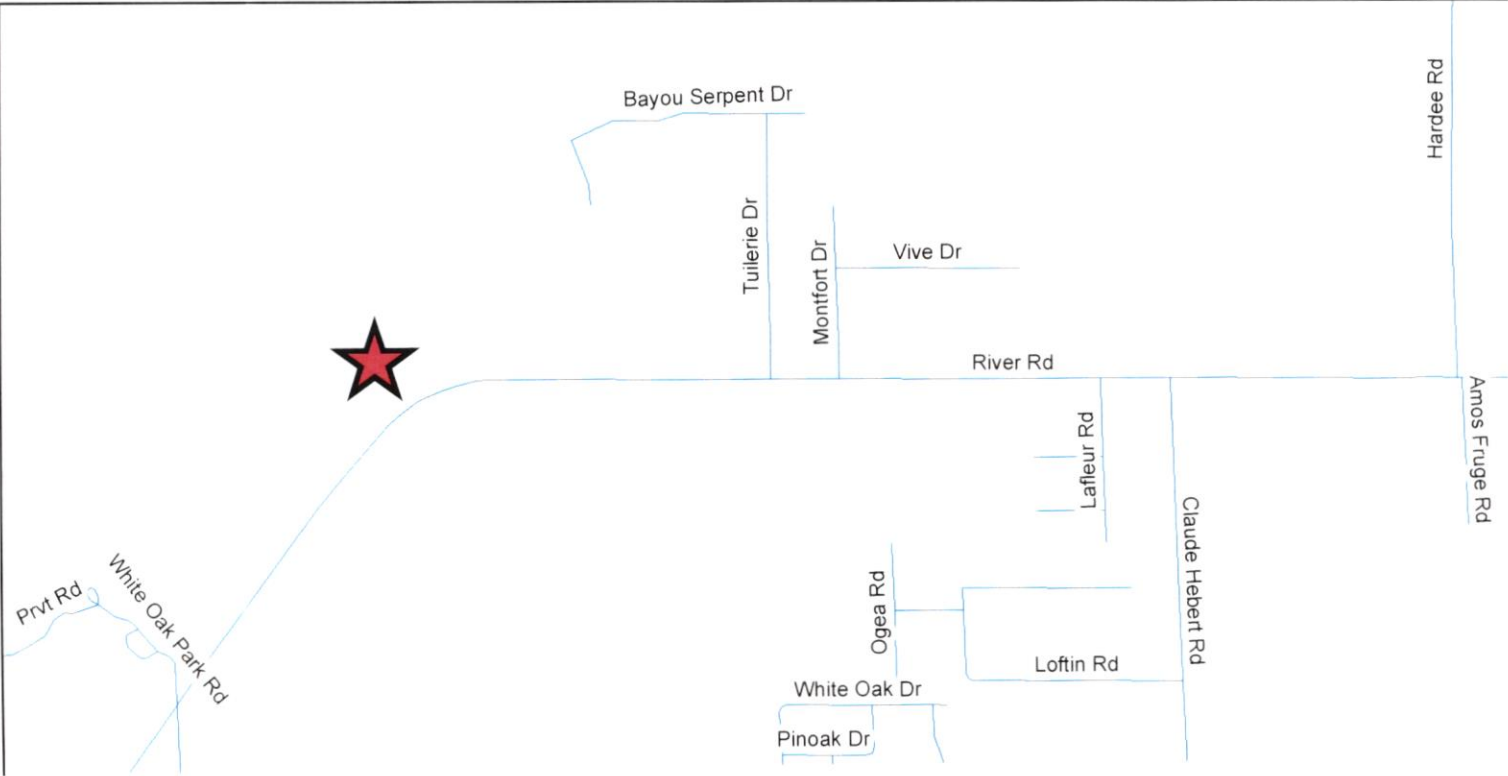 Bayou Serpent Dr
Hardee Rd
Tuilerie Dr
Montfort Dr
Vive Dr
River Rd
Amos Fruge Rd
Lafleur Rd
Claude Hebert Rd
Prvt Rd
White Oak Park Rd
Ogea Rd
Loftin Rd
White Oak Dr
Pinoak Dr